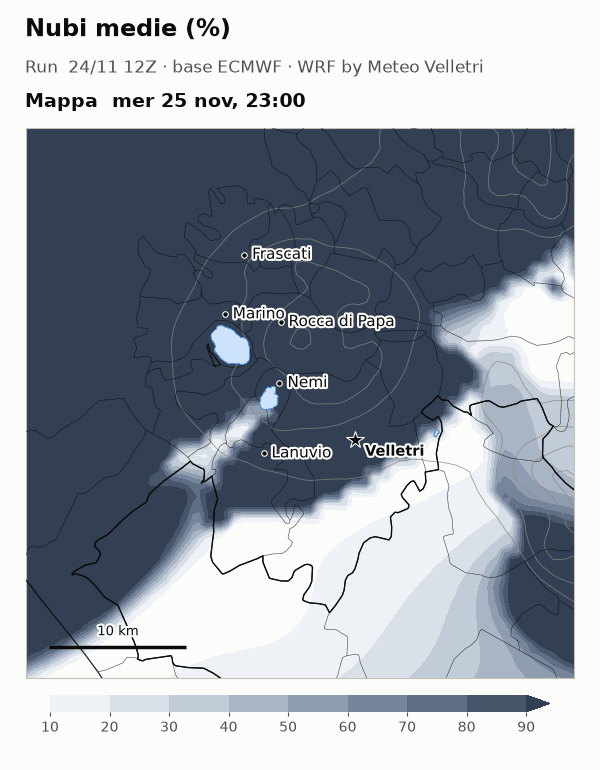 Nubi medie (%)
Run  24/11 12Z · base ECMWF · WRF by Meteo Velletri
Mappa  mer 25 nov, 23:00
Frascati
Marino
Rocca di Papa
Nemi
Velletri
Lanuvio
10 km
10 20 30 40 50 60 70 80 90